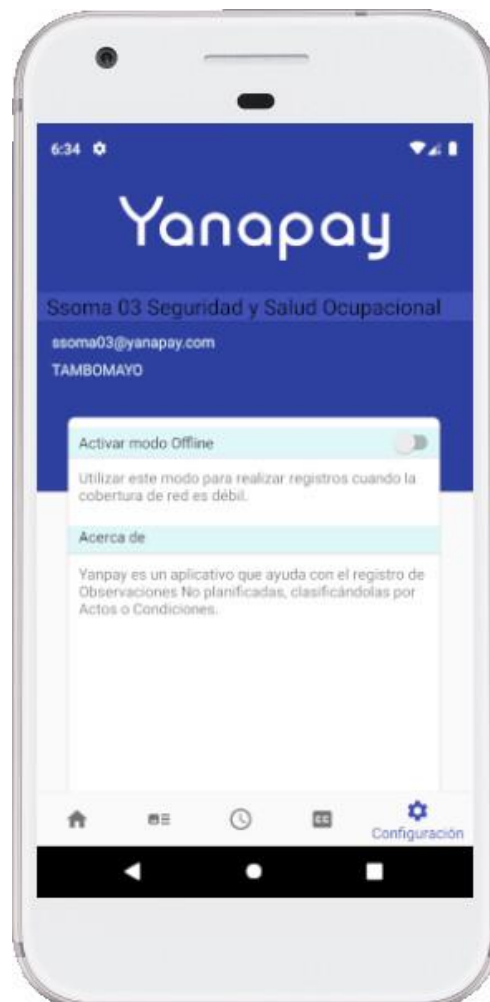 6:34
Yanapay
Ssoma 03 Seguridad y Salud Ocupacional
ssoma03@yanapay.com
TAMBOMAYO
Activar modo Offline
Utilizar este modo para realizar registros cuando la
cobertura de red es débil.
Acerca de
Yanpay es un aplicativo que ayuda con el registro de
Observaciones No planificadas, clasificándolas por
Actos o Condiciones.
CC
Configuración